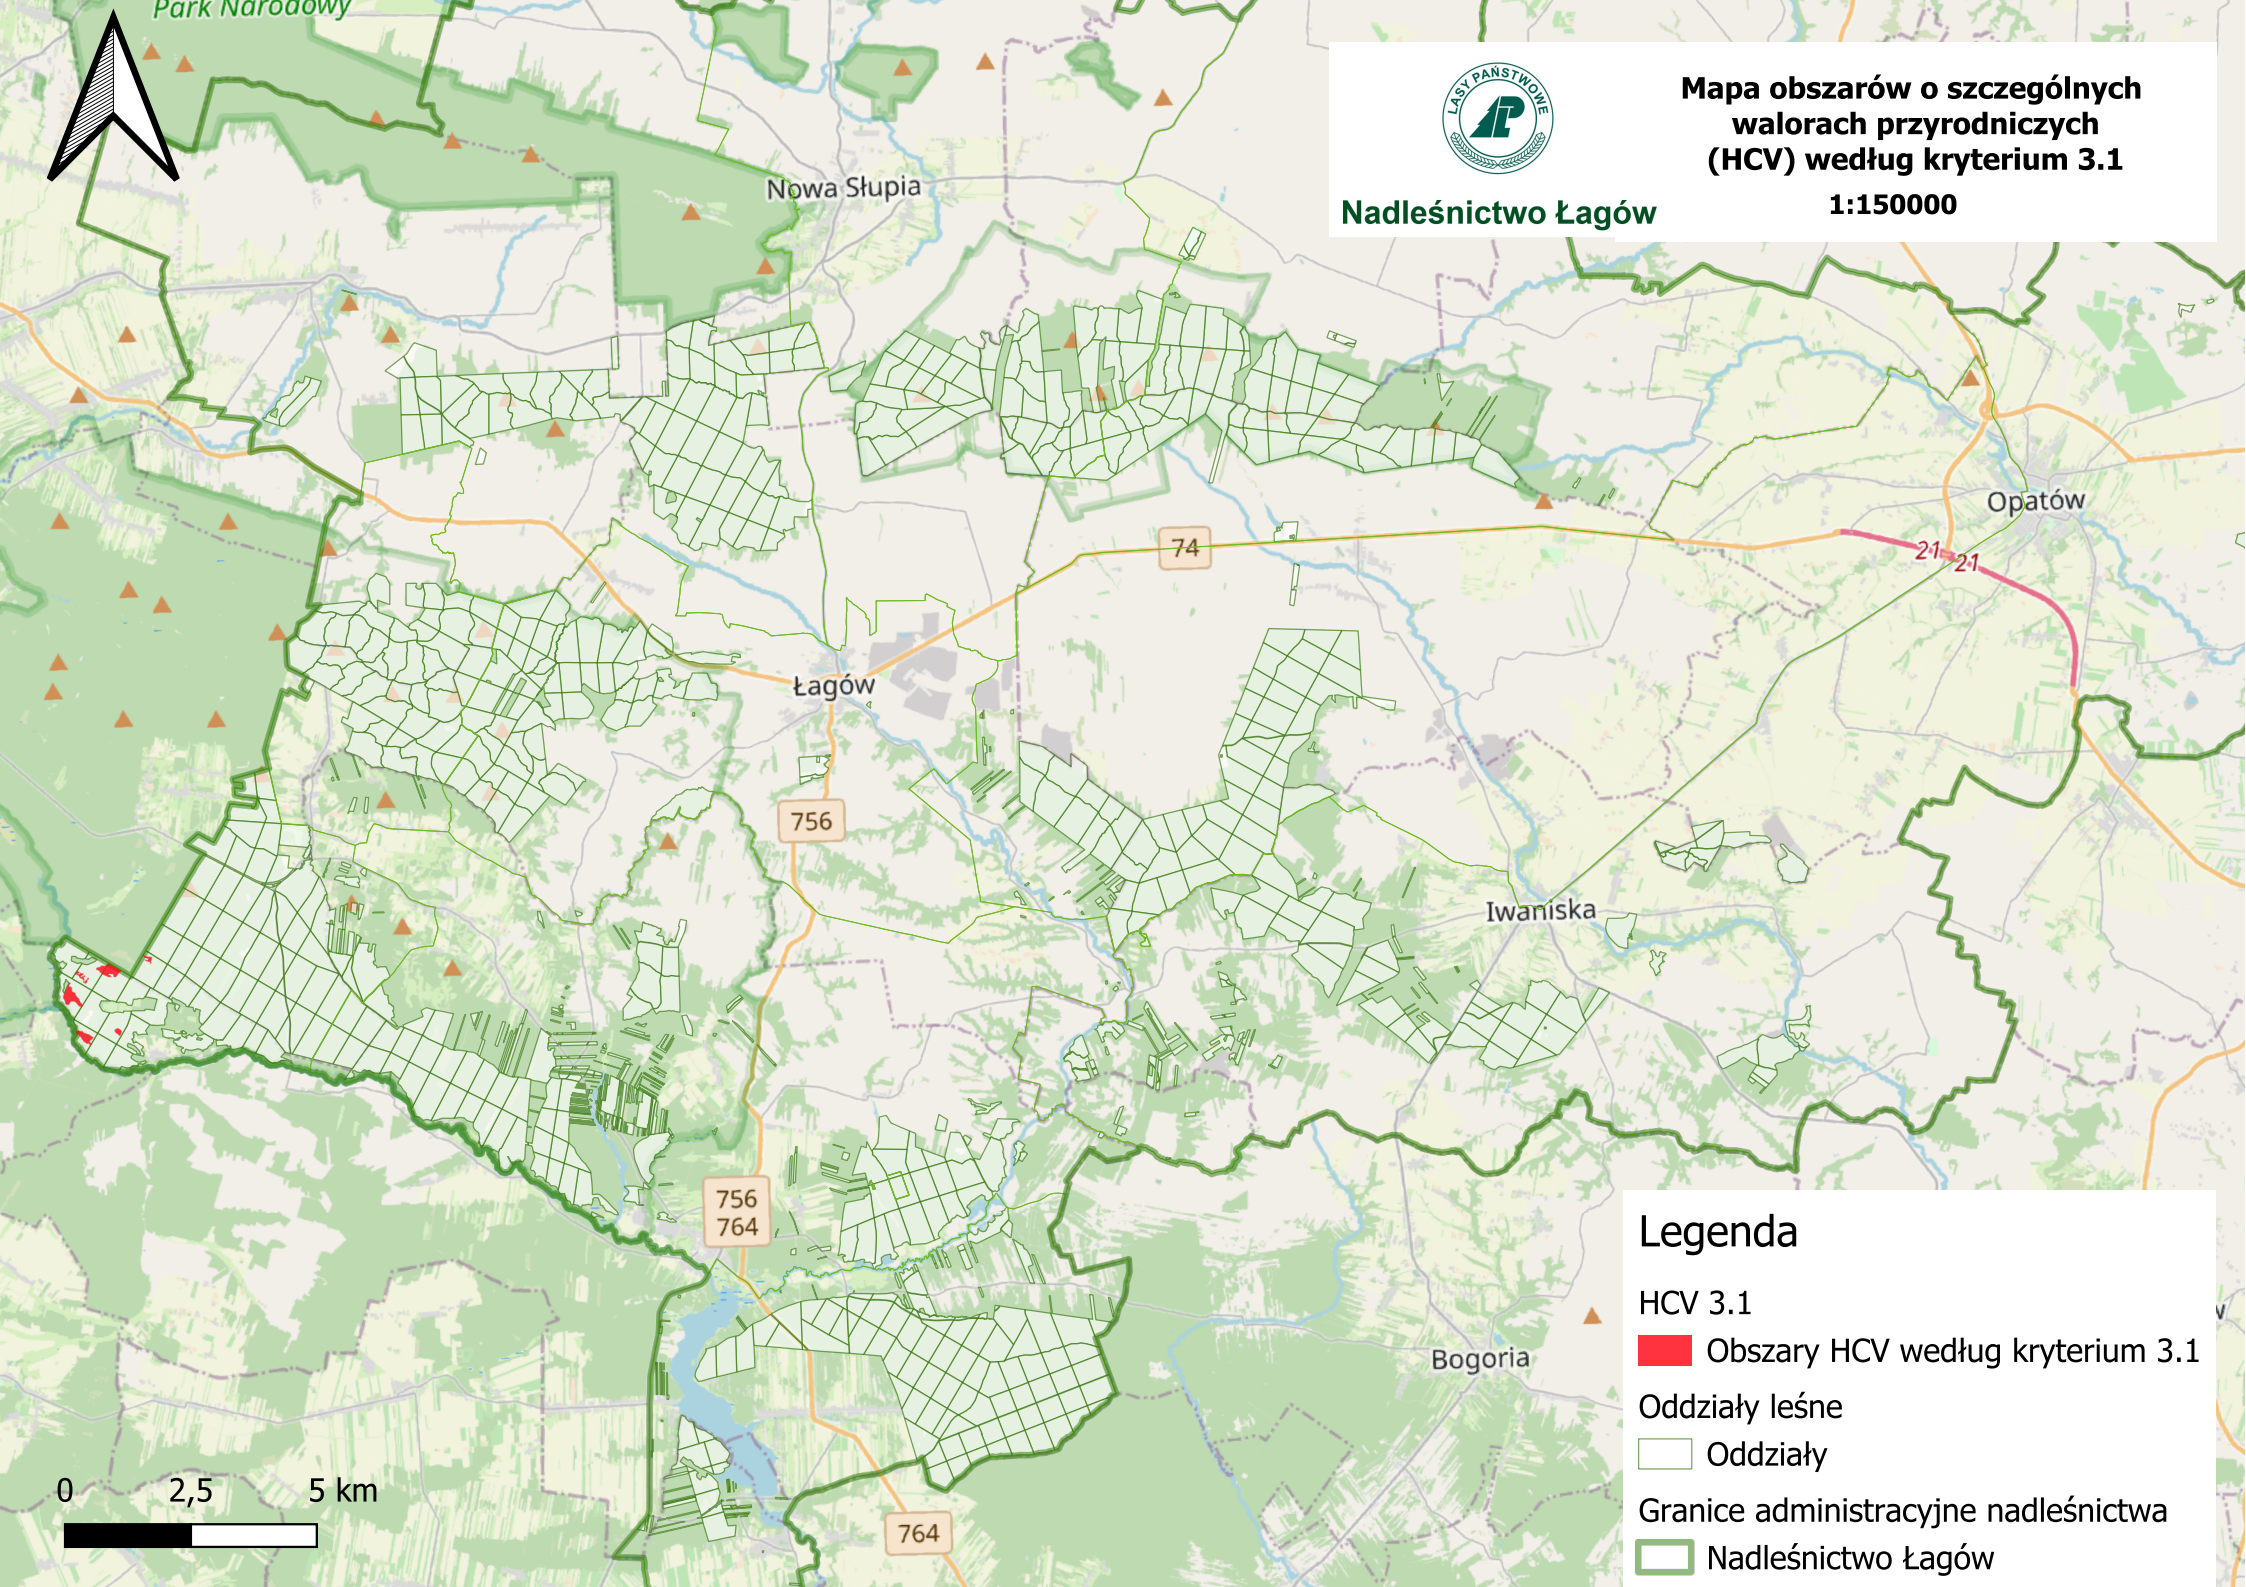 Park Narodowy
LASY PAŃSTWOWE
Nadleśnictwo Łagów
Mapa obszarów o szczególnych
walorach przyrodniczych
(HCV) według kryterium 3.1
1:150000
Nowa Słupia
Opatów
74
21
21
Łagów
756
Iwaniska
756
764
Bogoria
764
0 2,5 5 km
Legenda
HCV 3.1
Obszary HCV według kryterium 3.1
Oddziały leśne
Oddziały
Granice administracyjne nadleśnictwa
Nadleśnictwo Łagów